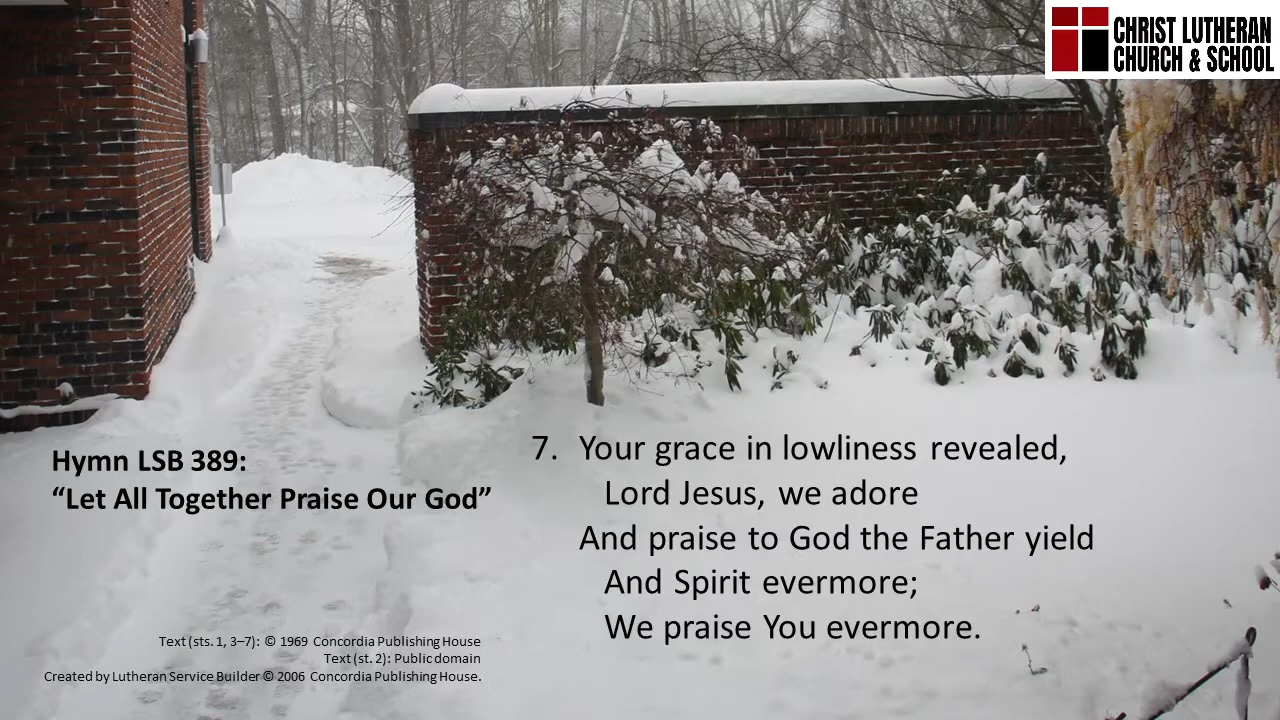 CHRIST LUTHERAN
CHURCH & SCHOOL
Hymn LSB 389:
“Let All Together Praise Our God”
7. Your grace in lowliness revealed,
Lord Jesus, we adore
And praise to God the Father yield
And Spirit evermore;
We praise You evermore.
Text (sts. 1, 3–7): © 1969 Concordia Publishing House
Text (st. 2): Public domain
Created by Lutheran Service Builder © 2006 Concordia Publishing House.